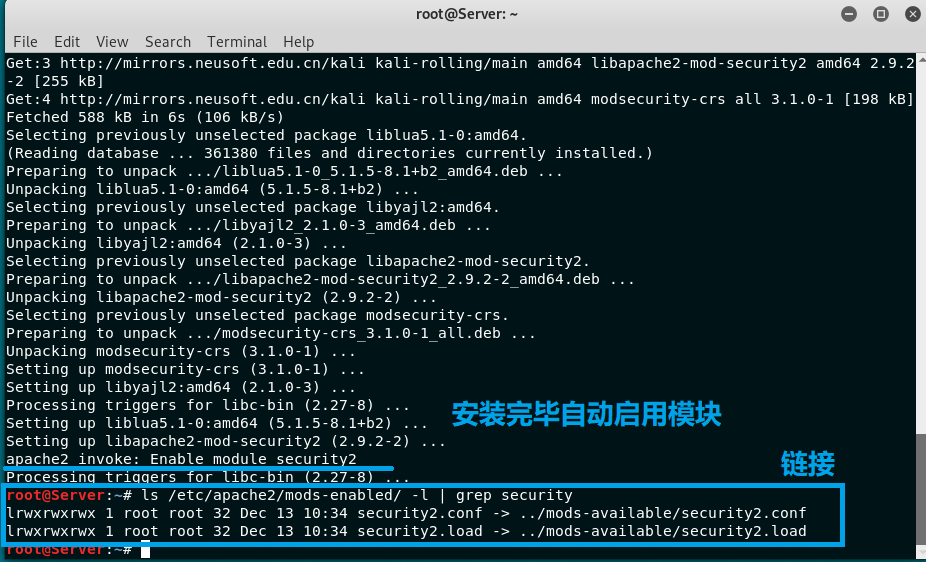 root@Server: ~
File Edit View Search Terminal Help
Get:3 http://mirrors.neusoft.edu.cn/kali kali-rolling/main amd64 libapache2-mod-security2 amd64 2.9.2
-2 [255 kB]
Get:4 http://mirrors.neusoft.edu.cn/kali kali-rolling/main amd64 modsecurity-crs all 3.1.0-1 [198 kB]
Fetched 588 kB in 6s (106 kB/s)
Selecting previously unselected package liblua5.1-0:amd64.
(Reading database ... 361380 files and directories currently installed.)
Preparing to unpack .../liblua5.1-0_5.1.5-8.1+b2_amd64.deb ...
Unpacking liblua5.1-0:amd64 (5.1.5-8.1+b2) ...
Selecting previously unselected package libyajl2:amd64.
Preparing to unpack .../libyajl2_2.1.0-3_amd64.deb ...
Unpacking libyajl2:amd64 (2.1.0-3) ...
Selecting previously unselected package libapache2-mod-security2.
Preparing to unpack .../libapache2-mod-security2_2.9.2-2_amd64.deb ...
Unpacking libapache2-mod-security2 (2.9.2-2) ...
Selecting previously unselected package modsecurity-crs.
Preparing to unpack .../modsecurity-crs_3.1.0-1_all.deb ...
Unpacking modsecurity-crs (3.1.0-1) ...
Setting up modsecurity-crs (3.1.0-1) ...
Setting up libyajl2:amd64 (2.1.0-3) ...
Processing triggers for libc-bin (2.27-8) ...
Setting up liblua5.1-0:amd64 (5.1.5-8.1+b2) ...
安装完毕自动启用模块
Setting up libapache2-mod-security2 (2.9.2-2) ...
apache2 invoke: Enable module security2
链接
Processing triggers for libc-bin (2.27-8) ...
root@Server:~# ls /etc/apache2/mods-enabled/ -l | grep security
lrwxrwxrwx 1 root root 32 Dec 13 10:34 security2.conf -> ../mods-available/security2.conf
lrwxrwxrwx 1 root root 32 Dec 13 10:34 security2.load -> ../mods-available/security2.load
root@Server:~#